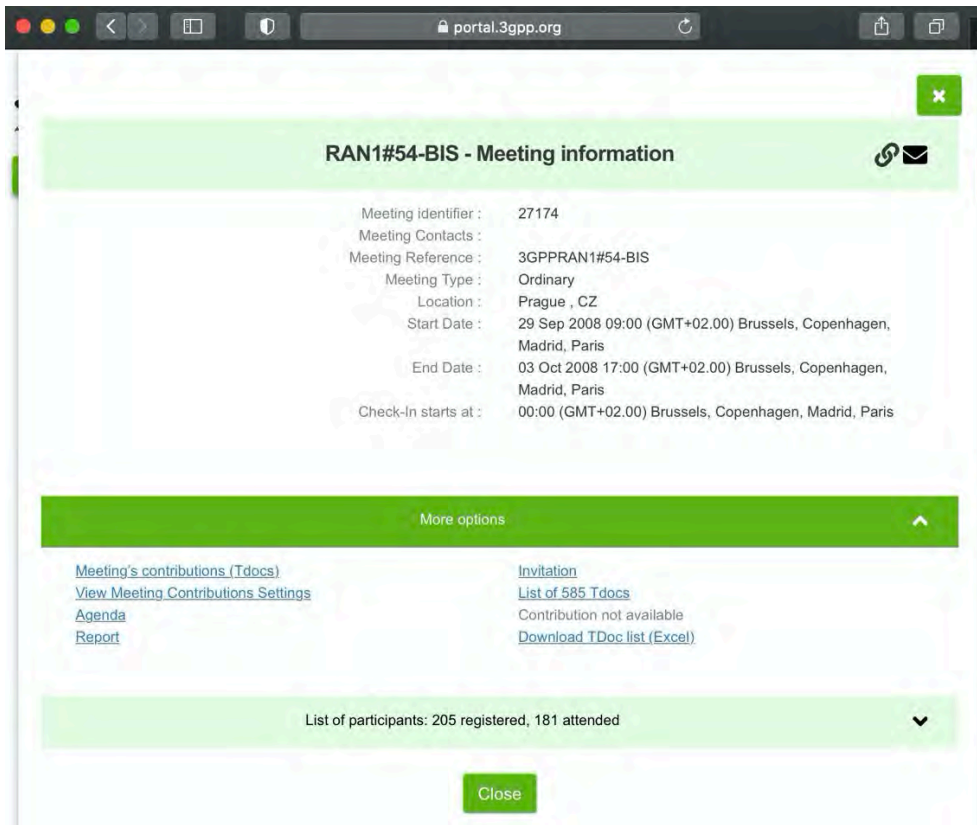 portal.3gpp.org
RAN1#54-BIS - Meeting information
Meeting identifier : 27174
Meeting Contacts :
Meeting Reference : 3GPPRAN1#54-BIS
Meeting Type : Ordinary
Location : Prague , CZ
Start Date : 29 Sep 2008 09:00 (GMT+02.00) Brussels, Copenhagen,
Madrid, Paris
End Date : 03 Oct 2008 17:00 (GMT+02.00) Brussels, Copenhagen,
Madrid, Paris
Check-In starts at : 00:00 (GMT+02.00) Brussels, Copenhagen, Madrid, Paris
More options
Meeting's contributions (Tdocs) Invitation
View Meeting Contributions Settings List of 585 Tdocs
Agenda Contribution not available
Report Download TDoc list (Excel)
List of participants: 205 registered, 181 attended
Close